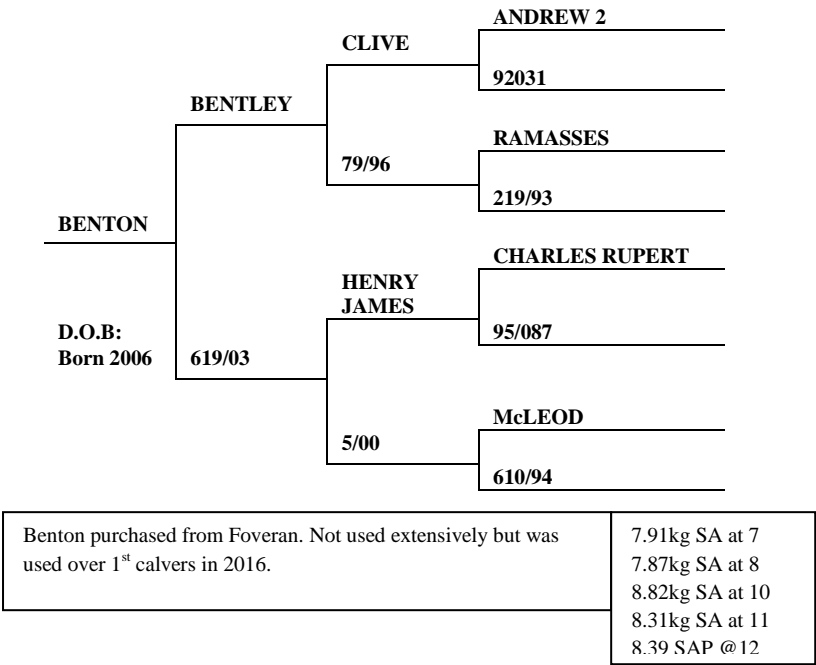 ANDREW 2
CLIVE
92031
BENTLEY
RAMASSES
79/96
219/93
BENTON
CHARLES RUPERT
HENRY
JAMES
D.O.B:
Born 2006
619/03
95/087
McLEOD
5/00
610/94
Benton purchased from Foveran. Not used extensively but was
used over 1st calvers in 2016.
7.91kg SA at 7
7.87kg SA at 8
8.82kg SA at 10
8.31kg SA at 11
8.39 SAP @12